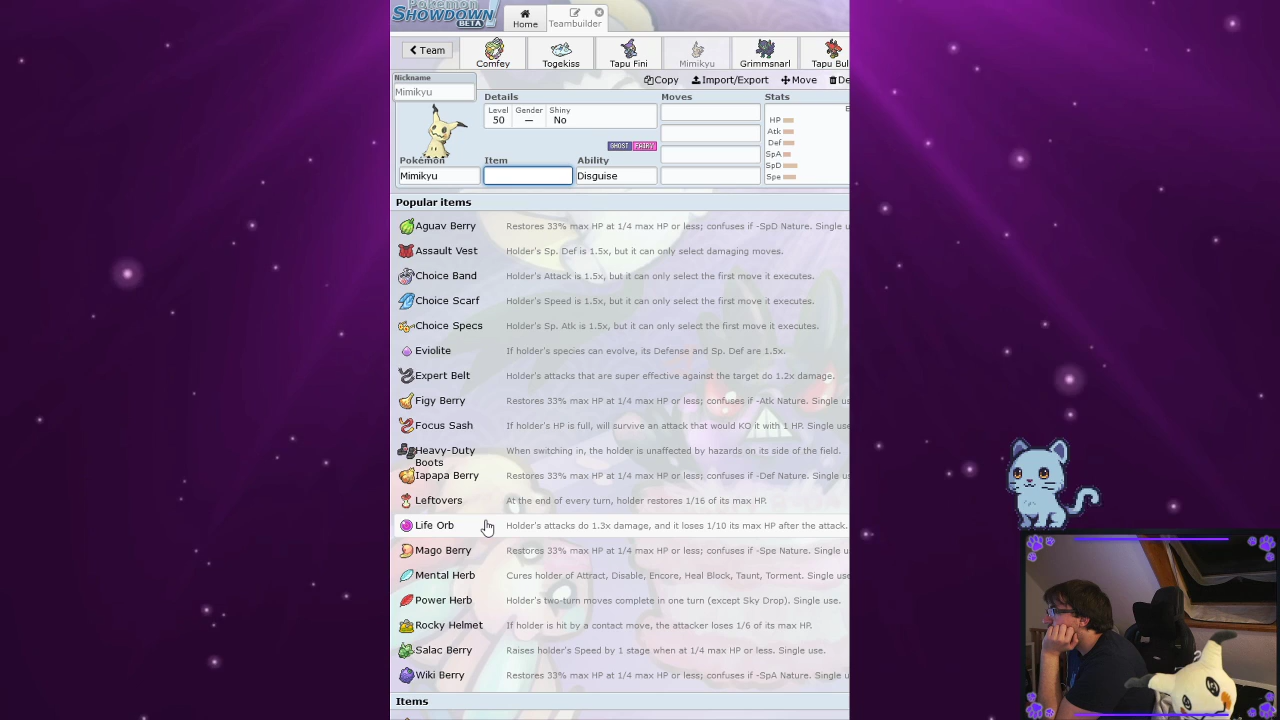 Pokémon
SHOWDOWN
BETA
Home
Teambuilder
Team
Comfey
Togekiss
Tapu Fini
Mimikyu
Grimmsnarl
Tapu Bul
Copy
Import/Export
Move
De
Nickname
Mimikyu
Details
Moves
Stats
Level
50
Gender
—
Shiny
No
HP
Atk
Def
SpA
SpD
Spe
GHOST
FAIRY
Pokémon
Mimikyu
Item
Ability
Disguise
Popular items
Aguav Berry Restores 33% max HP at 1/4 max HP or less; confuses if -SpD Nature. Single u
Assault Vest Holder's Sp. Def is 1.5x, but it can only select damaging moves.
Choice Band Holder's Attack is 1.5x, but it can only select the first move it executes.
Choice Scarf Holder's Speed is 1.5x, but it can only select the first move it executes.
Choice Specs Holder's Sp. Atk is 1.5x, but it can only select the first move it executes.
Eviolite If holder's species can evolve, its Defense and Sp. Def are 1.5x.
Expert Belt Holder's attacks that are super effective against the target do 1.2x damage.
Figy Berry Restores 33% max HP at 1/4 max HP or less; confuses if -Atk Nature. Single us
Focus Sash If holder's HP is full, will survive an attack that would KO it with 1 HP. Single u
Heavy-Duty Boots When switching in, the holder is unaffected by hazards on its side of the field.
Iapapa Berry Restores 33% max HP at 1/4 max HP or less; confuses if -Def Nature. Single u
Leftovers At the end of every turn, holder restores 1/16 of its max HP.
Life Orb Holder's attacks do 1.3x damage, and it loses 1/10 its max HP after the attack.
Mago Berry Restores 33% max HP at 1/4 max HP or less; confuses if -Spe Nature. Single u
Mental Herb Cures holder of Attract, Disable, Encore, Heal Block, Taunt, Torment. Single us
Power Herb Holder's two-turn moves complete in one turn (except Sky Drop). Single use.
Rocky Helmet If holder is hit by a contact move, the attacker loses 1/6 of its max HP.
Salac Berry Raises holder's Speed by 1 stage when at 1/4 max HP or less. Single use.
Wiki Berry Restores 33% max HP at 1/4 max HP or less; confuses if -SpA Nature. Single u
Items